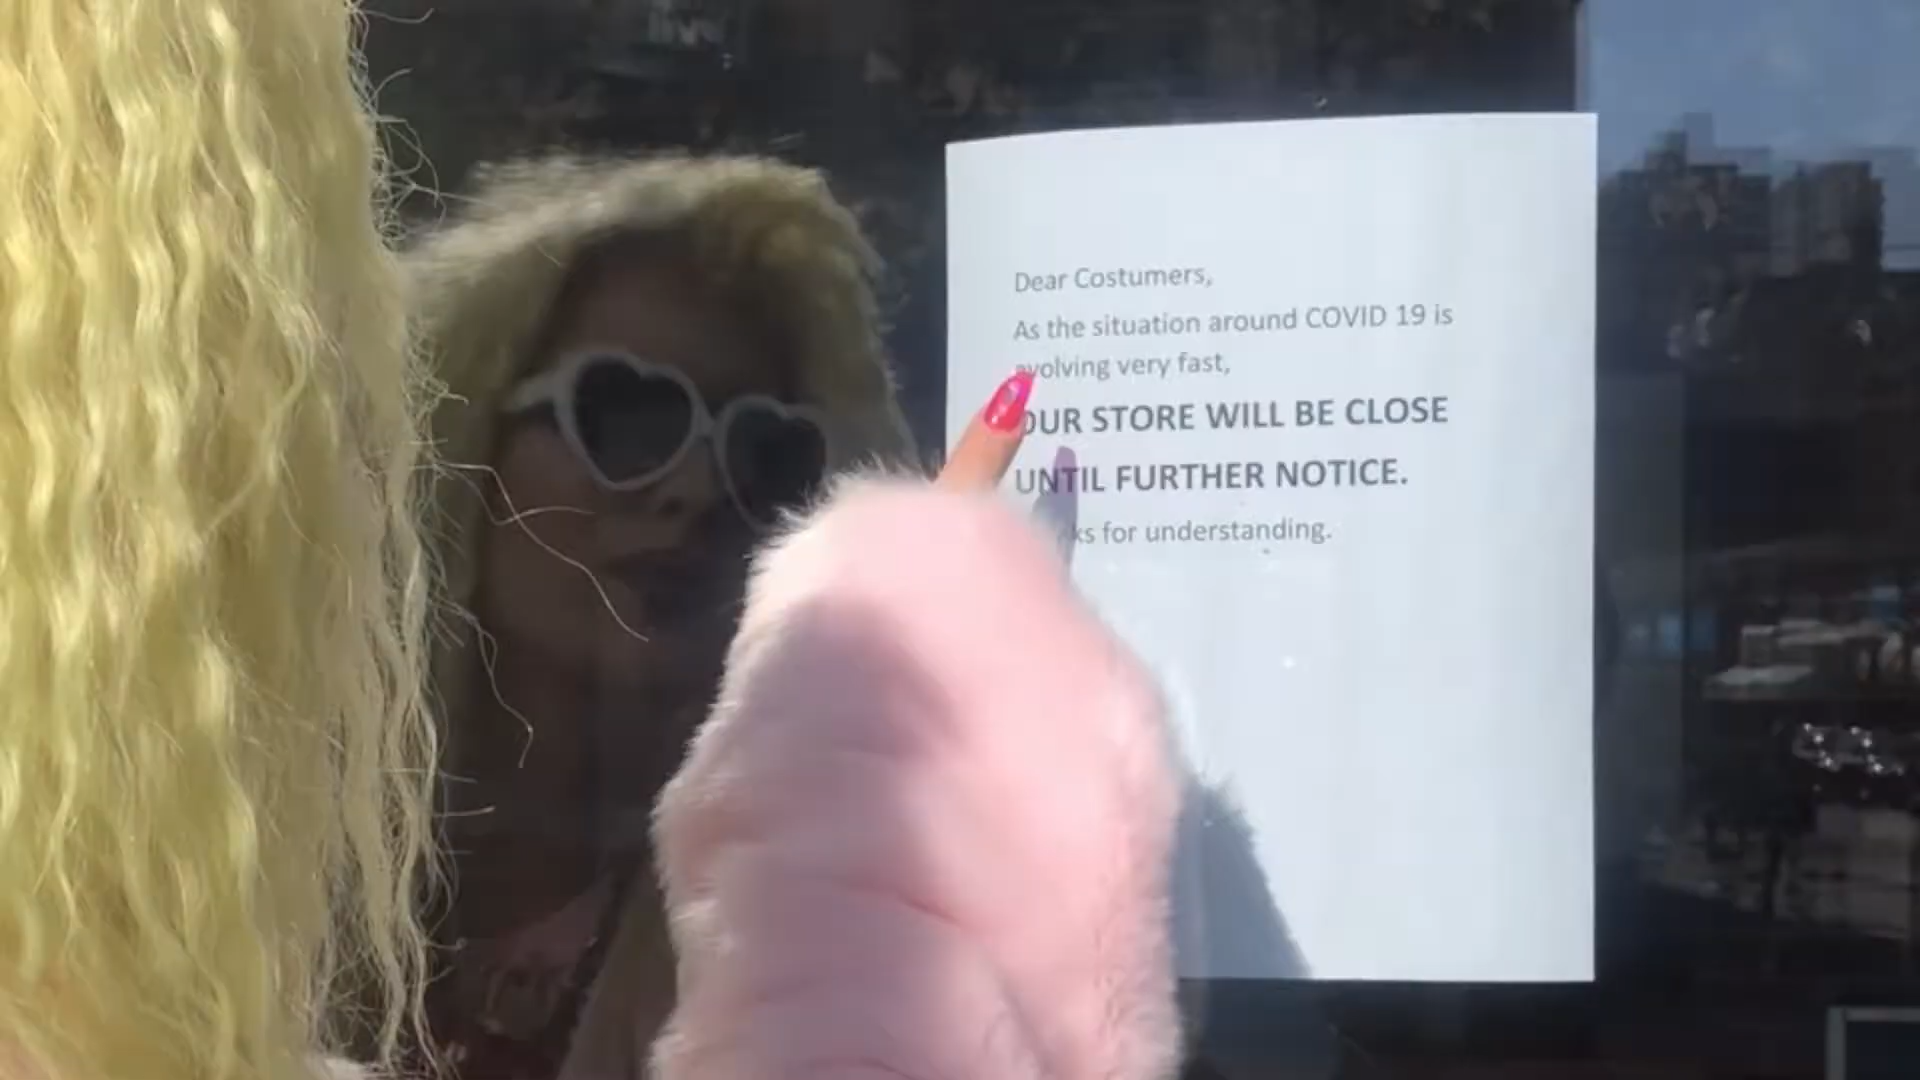 Dear Costumers,
As the situation around COVID 19 is
evolving very fast,
OUR STORE WILL BE CLOSE
UNTIL FURTHER NOTICE.
for understanding.